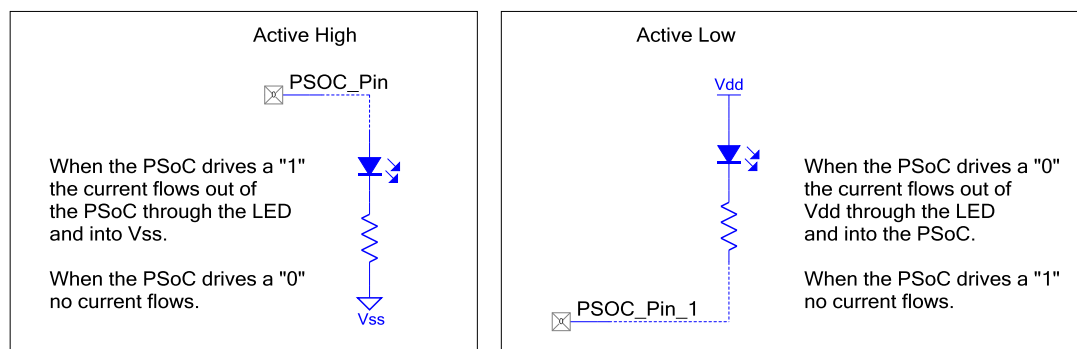 Active High
PSOC_Pin
When the PSoC drives a "1"
the current flows out of
the PSoC through the LED
and into Vss.
When the PSoC drives a "0"
no current flows.
Vss
Active Low
Vdd
When the PSoC drives a "0"
the current flows out of
Vdd through the LED
and into the PSoC.
When the PSoC drives a "1"
no current flows.
PSOC_Pin_1